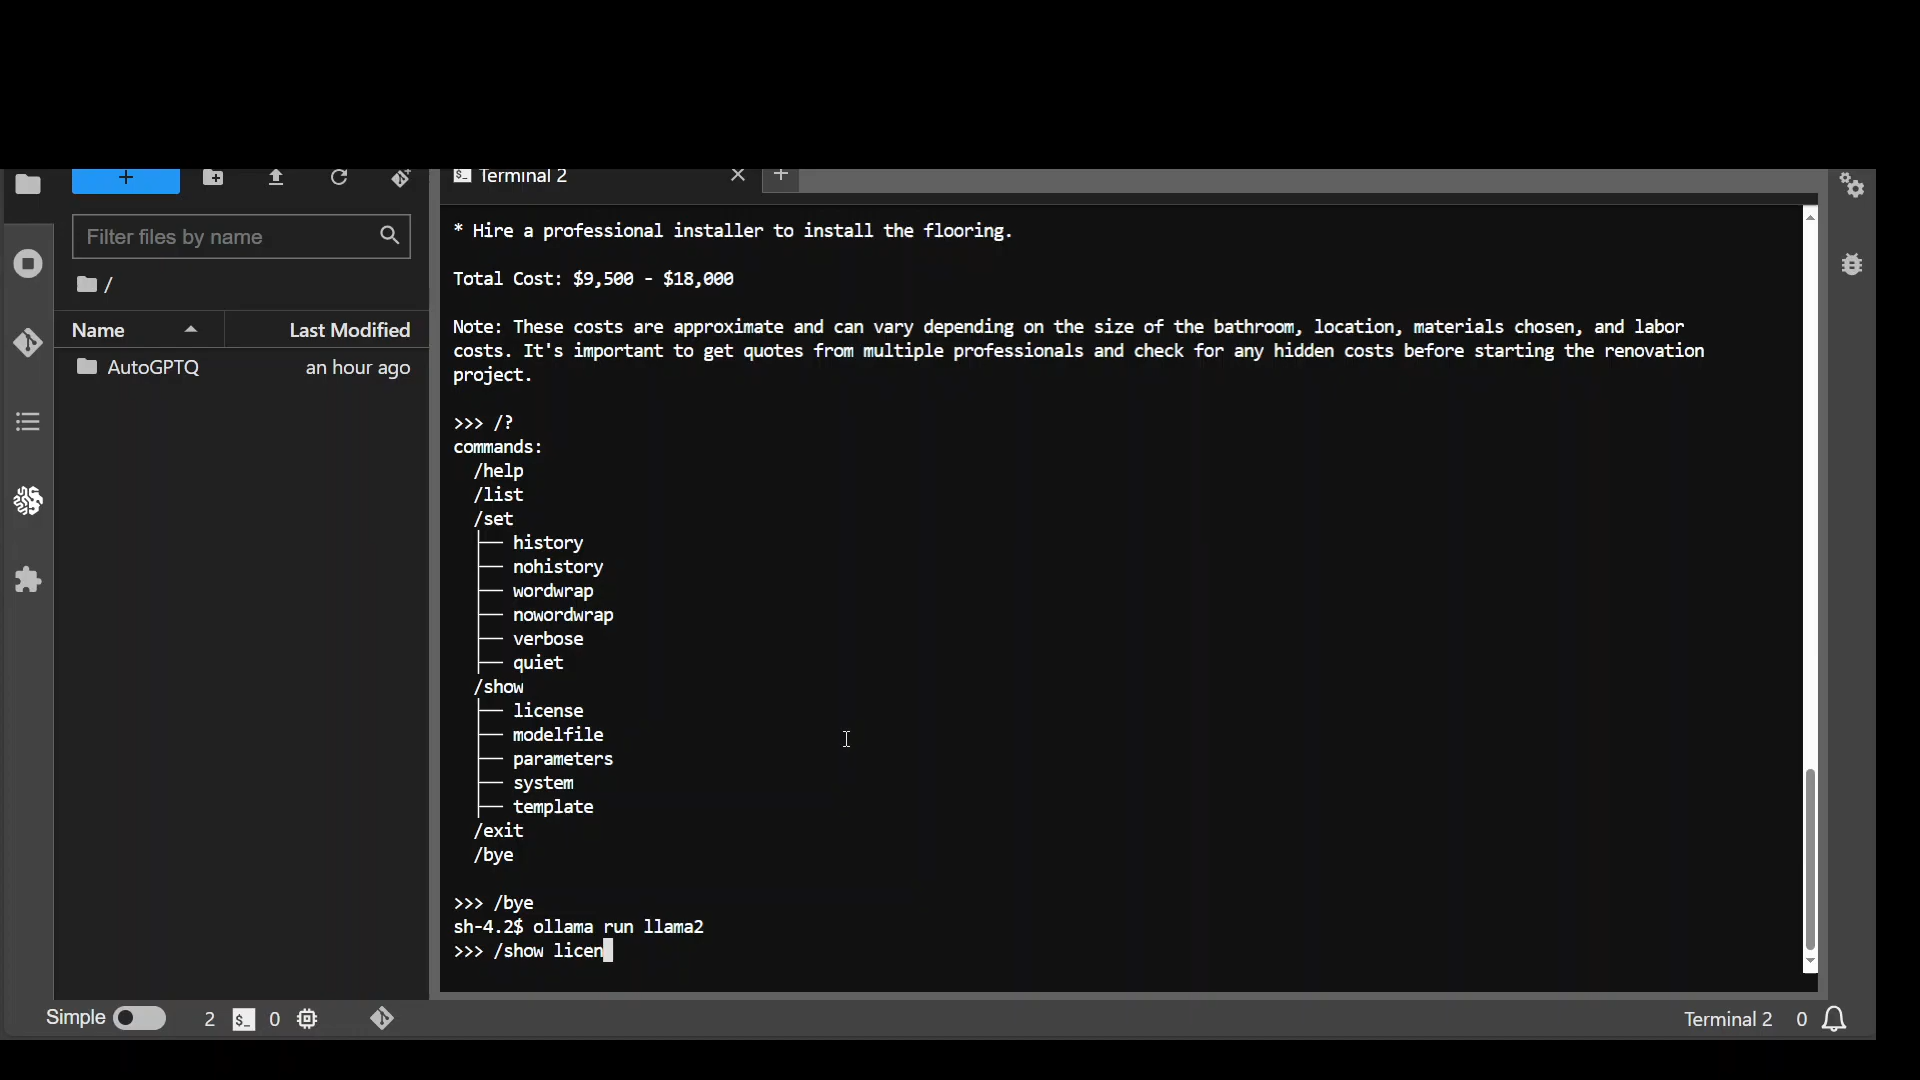 +
Terminal 2
Filter files by name
/
Name Last Modified
AutoGPTQ an hour ago
* Hire a professional installer to install the flooring.
Total Cost: $9,500 - $18,000
Note: These costs are approximate and can vary depending on the size of the bathroom, location, materials chosen, and labor
costs. It's important to get quotes from multiple professionals and check for any hidden costs before starting the renovation
project.
>>> /?
commands:
/help
/list
/set
├── history
├── nohistory
├── wordwrap
├── nowordwrap
├── verbose
├── quiet
/show
├── license
├── modelfile
├── parameters
├── system
├── template
/exit
/bye
>>> /bye
sh-4.2$ ollama run llama2
>>> /show licen
Simple 2 $_ 0 Terminal 2 0